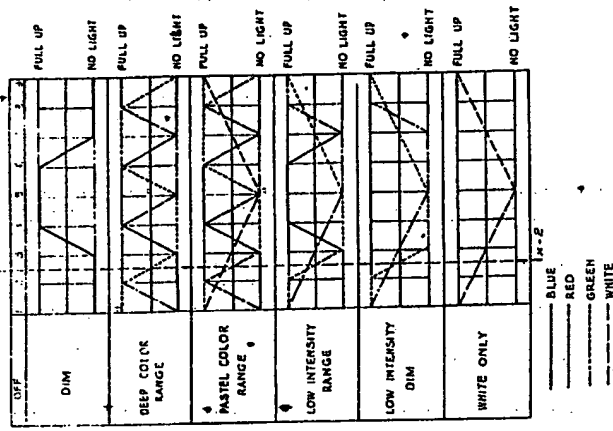 OFF
DIM
FULL UP
NO LIGHT
DEEP COLOR
RANGE
FULL UP
NO LIGHT
PASTEL COLOR
RANGE
FULL UP
NO LIGHT
LOW INTENSITY
RANGE
FULL UP
NO LIGHT
LOW INTENSITY
DIM
FULL UP
NO LIGHT
WHITE ONLY
FULL UP
NO LIGHT
X-2
BLUE
RED
GREEN
WHITE